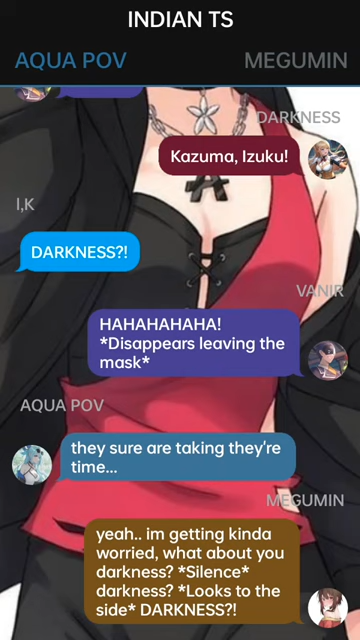 INDIAN TS
AQUA POV
MEGUMIN
DARKNESS
Kazuma, Izuku!
I,K
DARKNESS?!
VANIR
HAHAHAHAHA!
*Disappears leaving the
mask*
AQUA POV
they sure are taking they're
time...
MEGUMIN
yeah.. im getting kinda
worried, what about you
darkness? *Silence*
darkness? *Looks to the
side* DARKNESS?!